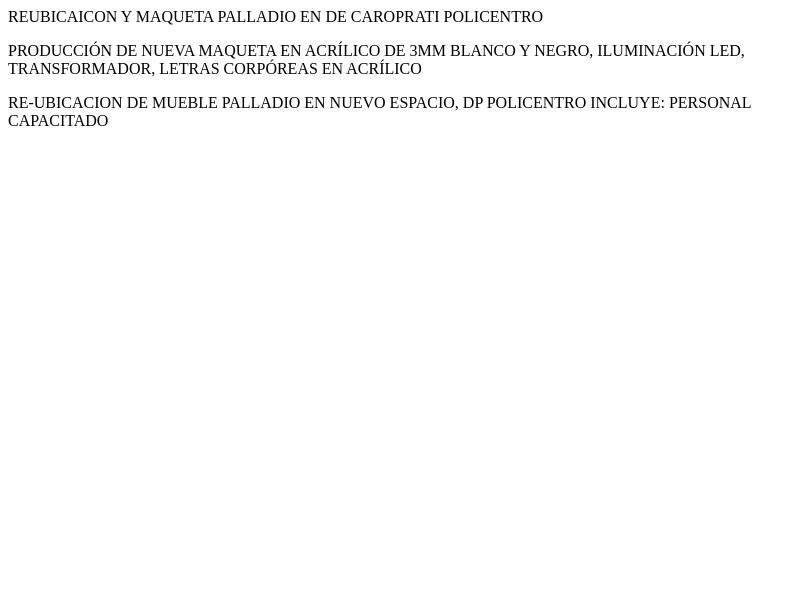 REUBICAICON Y MAQUETA PALLADIO EN DE CAROPRATI POLICENTRO
PRODUCCIÓN DE NUEVA MAQUETA EN ACRÍLICO DE 3MM BLANCO Y NEGRO, ILUMINACIÓN LED,
TRANSFORMADOR, LETRAS CORPÓREAS EN ACRÍLICO
RE-UBICACION DE MUEBLE PALLADIO EN NUEVO ESPACIO, DP POLICENTRO INCLUYE: PERSONAL
CAPACITADO